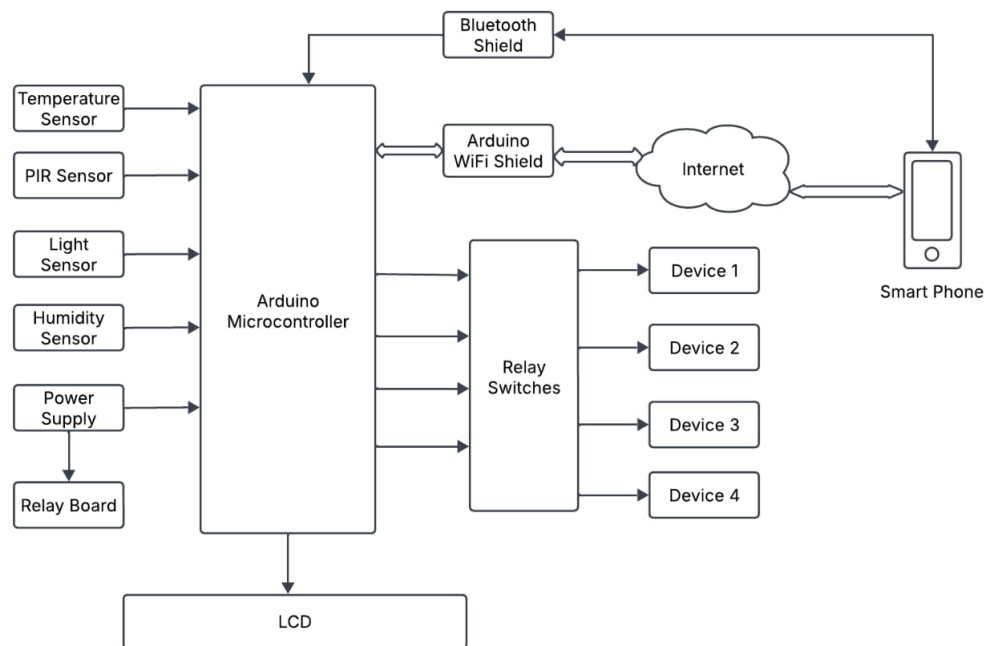 Bluetooth
Shield
Temperature
Sensor
Arduino
WiFi Shield
PIR Sensor
Internet
Light
Sensor
Device 1
Smart Phone
Arduino
Microcontroller
Humidity
Sensor
Device 2
Relay
Switches
Power
Supply
Device 3
Relay Board
Device 4
LCD